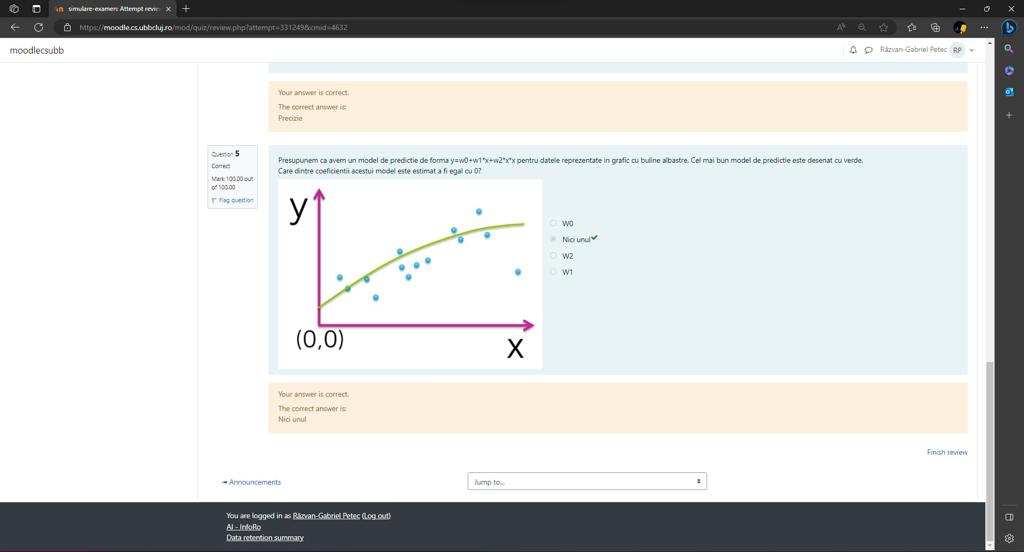 simulare-examen: Attempt revie
https://moodle.cs.ubbcluj.ro/mod/quiz/review.php?attempt=331249&cmid=4632
moodlecsubb
Răzvan-Gabriel Petec RP
Your answer is correct.
The correct answer is:
Precizie
Question 5
Correct
Mark 100.00 out
of 100.00
Flag question
Presupunem ca avem un model de predictie de forma y=w0+w1*x+w2*x*x pentru datele reprezentate in grafic cu buline albastre. Cel mai bun model de predictie este desenat cu verde.
Care dintre coeficientii acestui model este estimat a fi egal cu 0?
y
(0,0)
x
W0
Nici unul
W2
W1
Your answer is correct.
The correct answer is:
Nici unul
Finish review
Announcements
Jump to...
You are logged in as Răzvan-Gabriel Petec (Log out)
AI - InfoRo
Data retention summary